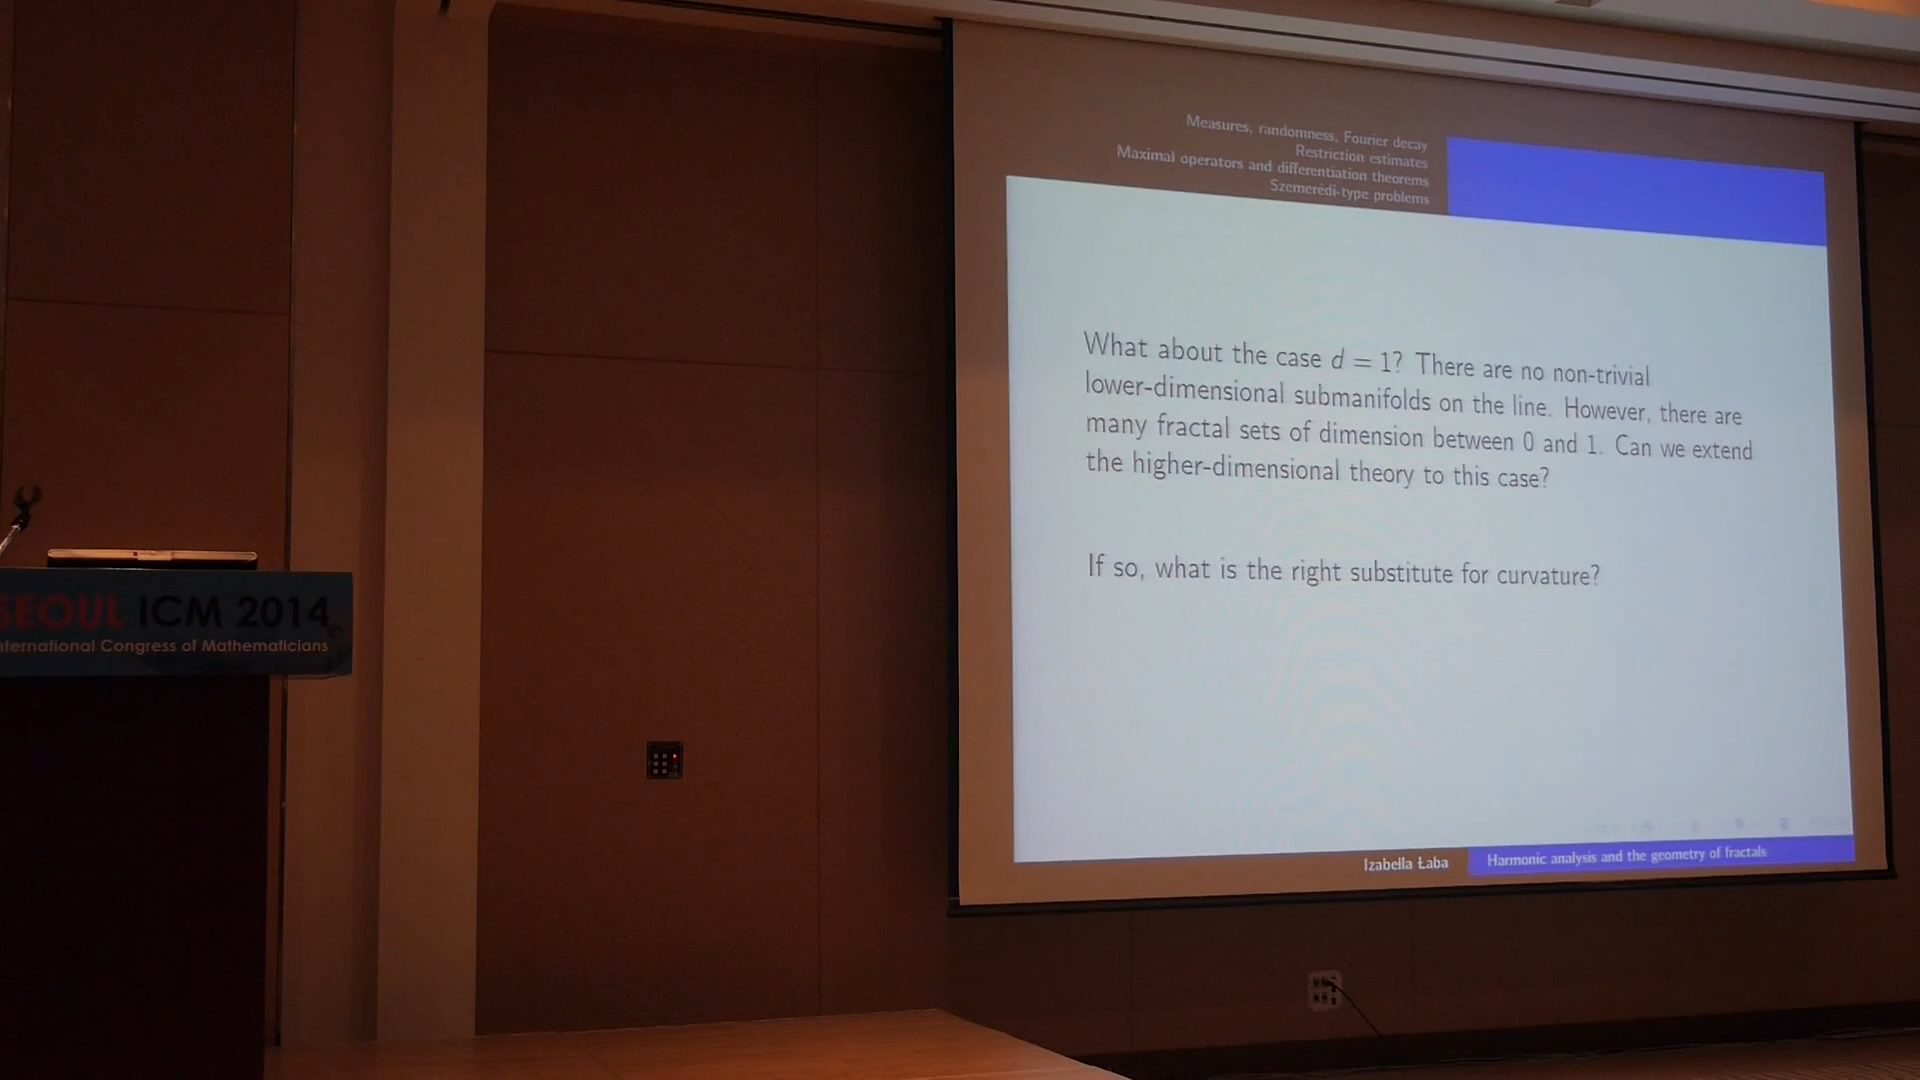 Measures, randomness, Fourier decay
Restriction estimates
Maximal operators and differentiation theorems
Szemerédi-type problems
What about the case d = 1? There are no non-trivial
lower-dimensional submanifolds on the line. However, there are
many fractal sets of dimension between 0 and 1. Can we extend
the higher-dimensional theory to this case?
If so, what is the right substitute for curvature?
Izabella Łaba
Harmonic analysis and the geometry of fractals
SEOUL ICM 2014
nternational Congress of Mathematicians